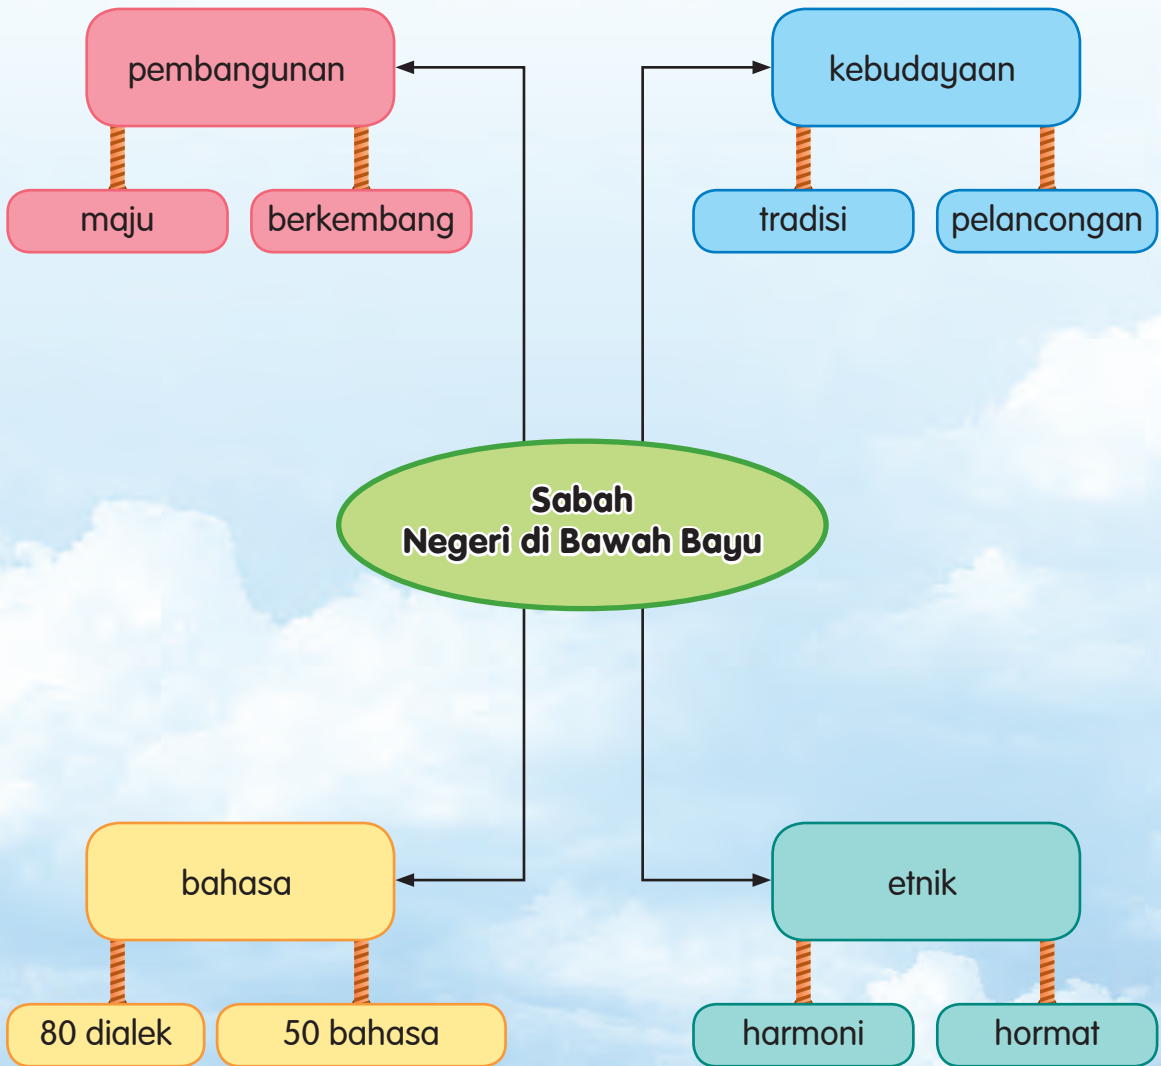 pembangunan
maju
berkembang
kebudayaan
tradisi
pelancongan
Sabah
Negeri di Bawah Bayu
bahasa
80 dialek
50 bahasa
etnik
harmoni
hormat